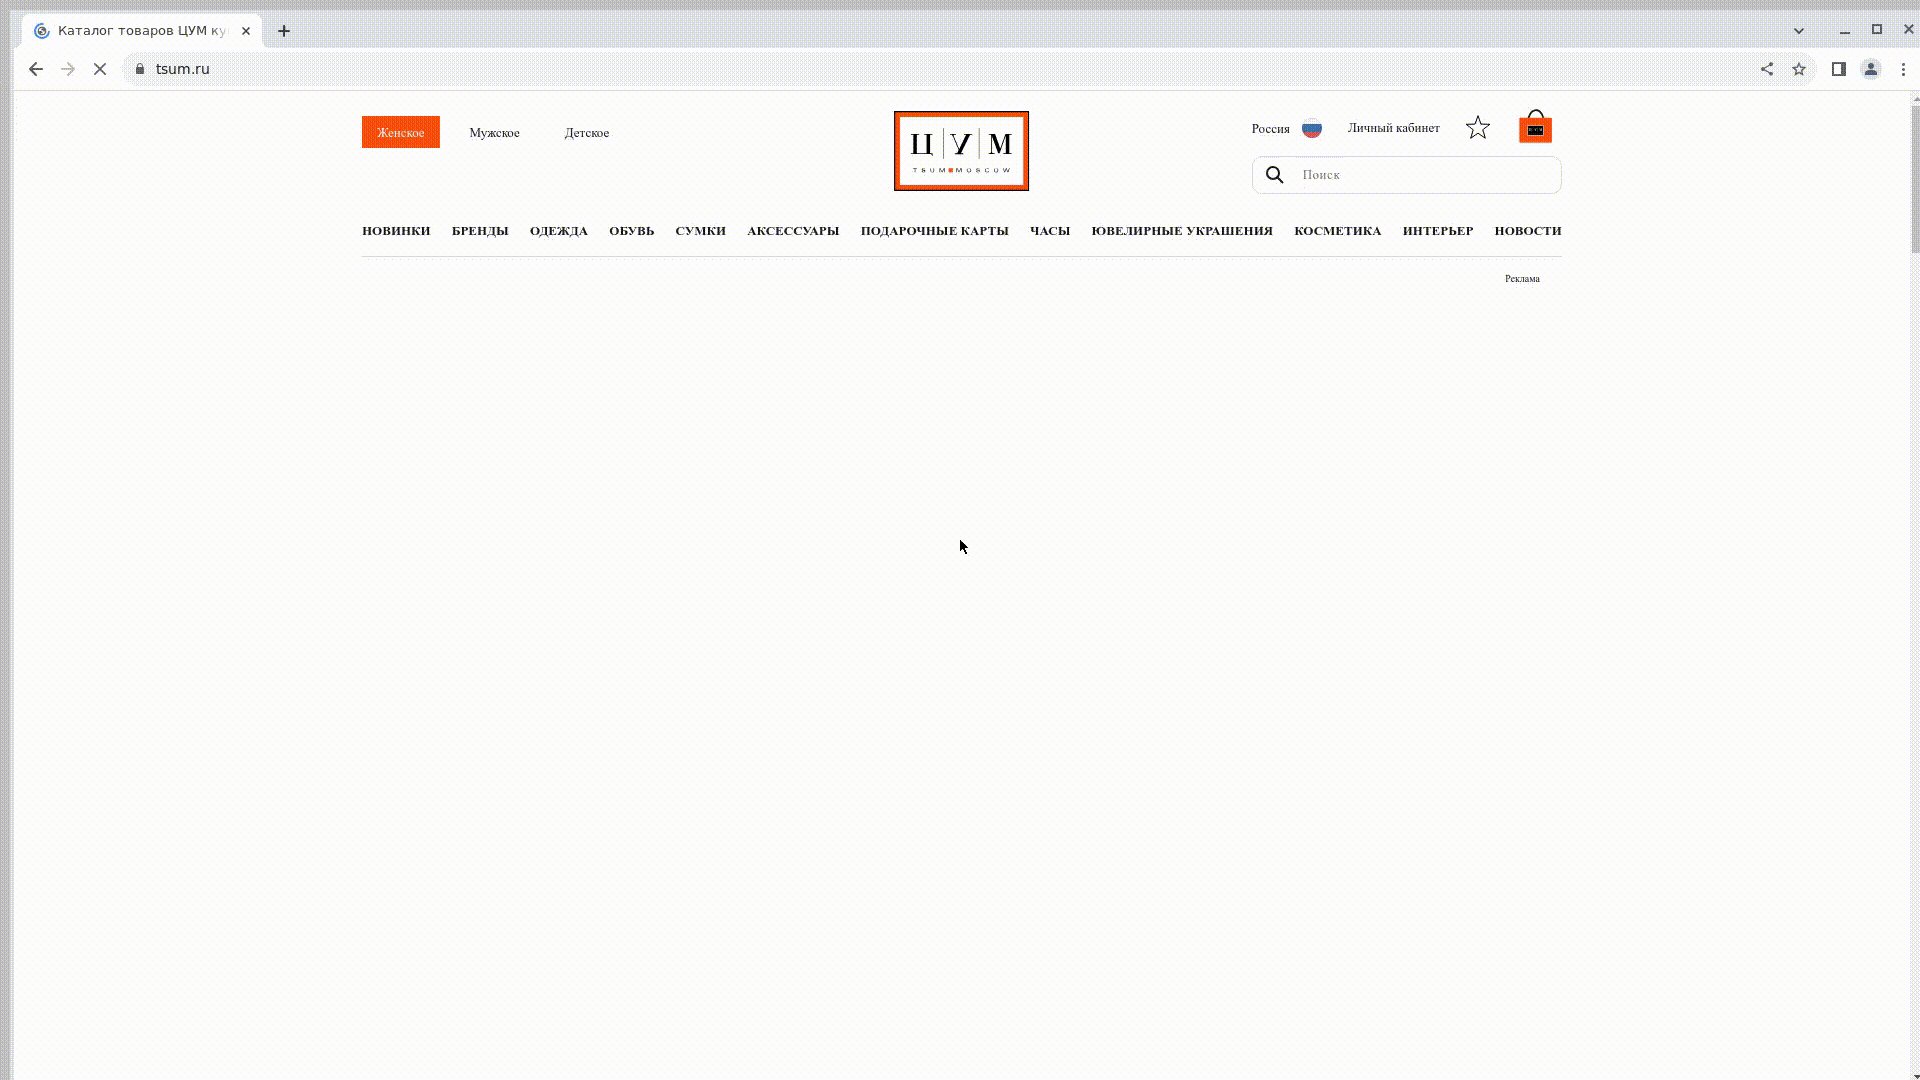 Каталог товаров ЦУМ ку
tsum.ru
Женское
Мужское
Детское
Ц У М
TSUM MOSCOW
Россия
Личный кабинет
Поиск
НОВИНКИ БРЕНДЫ ОДЕЖДА ОБУВЬ СУМКИ АКСЕССУАРЫ ПОДАРОЧНЫЕ КАРТЫ ЧАСЫ ЮВЕЛИРНЫЕ УКРАШЕНИЯ КОСМЕТИКА ИНТЕРЬЕР НОВОСТИ
Реклама